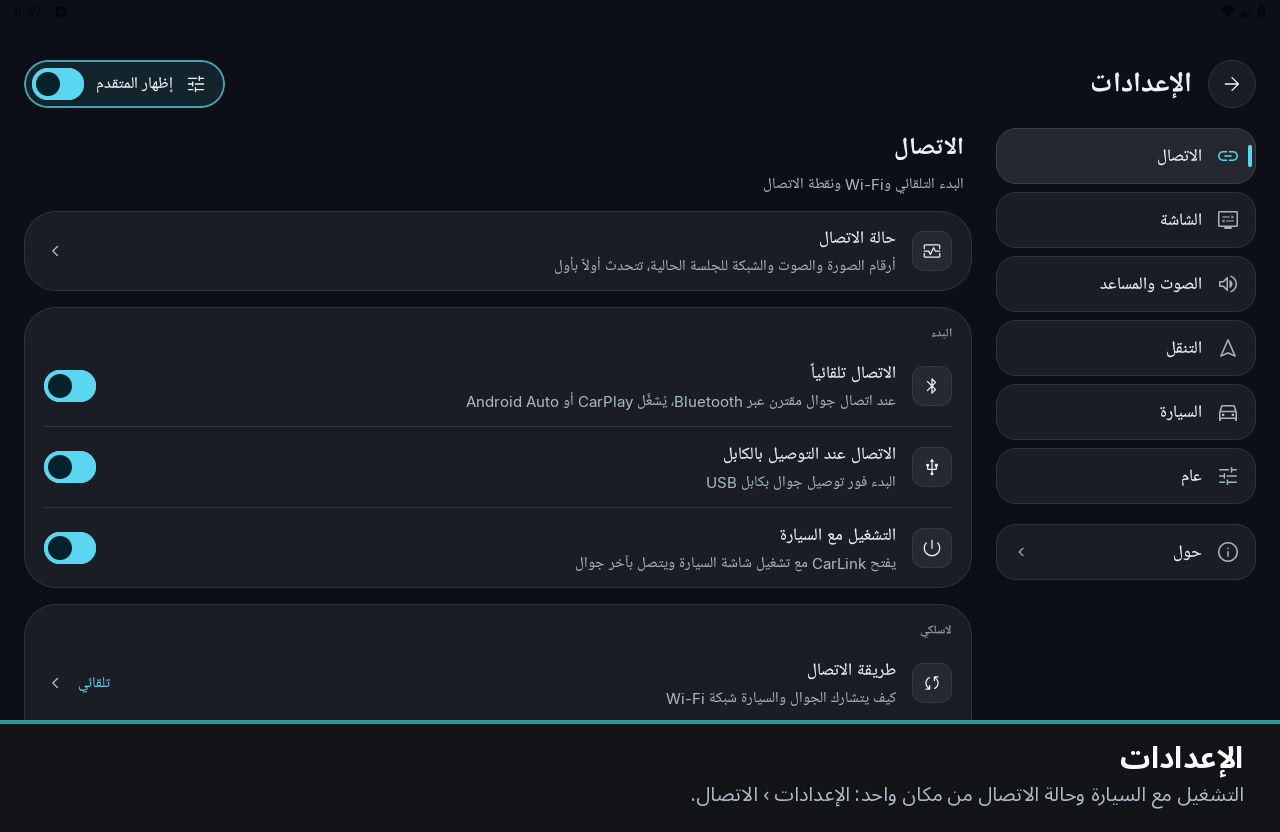 8:57
الإعدادات
إظهار المتقدم
الاتصال
الشاشة
الصوت والمساعد
التنقل
السيارة
عام
حول
الاتصال
البدء التلقائي وWi-Fi ونقطة الاتصال
حالة الاتصال
أرقام الصورة والصوت والشبكة للجلسة الحالية، تتحدث أولاً بأول
البدء
الاتصال تلقائياً
عند اتصال جوال مقترن عبر Bluetooth، يُشغَّل CarPlay أو Android Auto
الاتصال عند التوصيل بالكابل
البدء فور توصيل جوال بكابل USB
التشغيل مع السيارة
يفتح CarLink مع تشغيل شاشة السيارة ويتصل بآخر جوال
لاسلكي
طريقة الاتصال
كيف يتشارك الجوال والسيارة شبكة Wi-Fi
تلقائي
الإعدادات
التشغيل مع السيارة وحالة الاتصال من مكان واحد: الإعدادات › الاتصال.